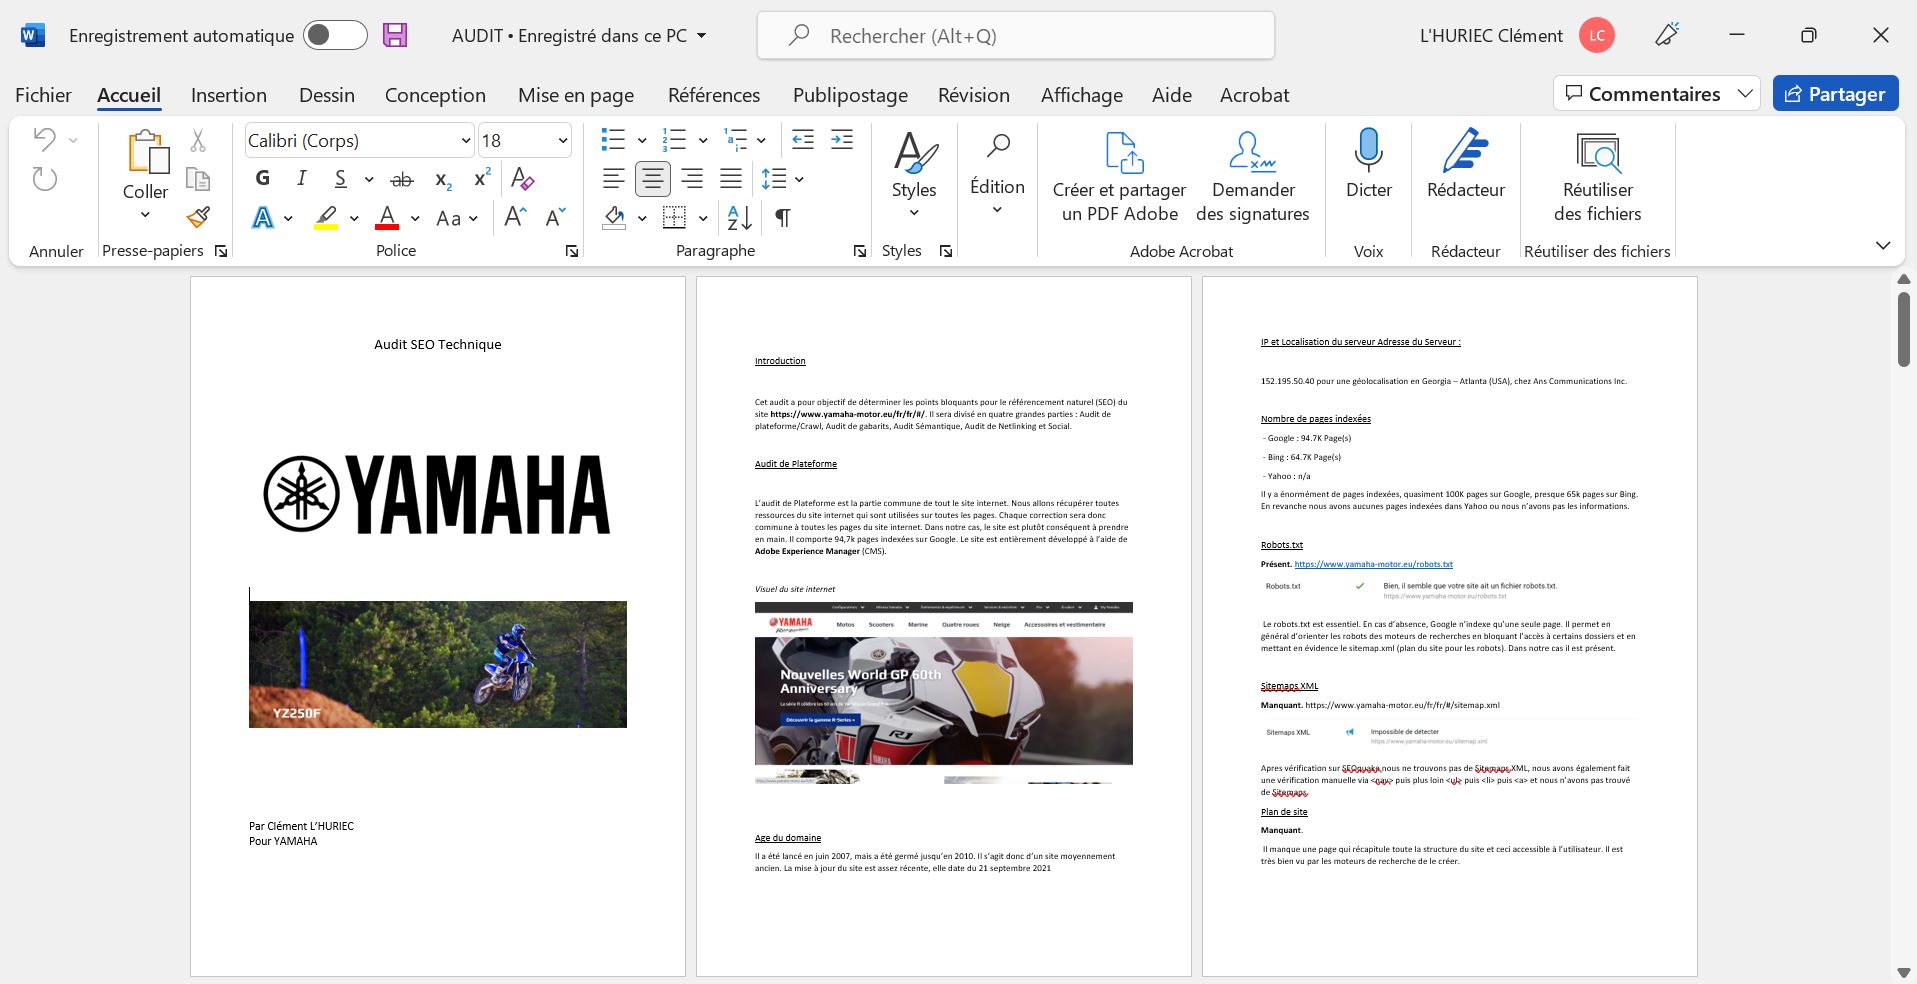 Enregistrement automatique
AUDIT • Enregistré dans ce PC
Rechercher (Alt+Q)
L'HURIEC Clément
LC
Fichier
Accueil
Insertion
Dessin
Conception
Mise en page
Références
Publipostage
Révision
Affichage
Aide
Acrobat
Commentaires
Partager
Coller
Calibri (Corps)
18
Styles
Édition
Créer et partager
un PDF Adobe
Demander
des signatures
Dicter
Rédacteur
Réutiliser
des fichiers
Annuler
Presse-papiers
Police
Paragraphe
Styles
Adobe Acrobat
Voix
Rédacteur
Réutiliser des fichiers
Audit SEO Technique
YAMAHA
YZ250F
Par Clément L'HURIEC
Pour YAMAHA
Introduction
Cet audit a pour objectif de déterminer les points bloquants pour le référencement naturel (SEO) du
site https://www.yamaha-motor.eu/fr/fr/#/. Il sera divisé en quatre grandes parties : Audit de
plateforme/Crawl, Audit de gabarits, Audit Sémantique, Audit de Netlinking et Social.
Audit de Plateforme
L'audit de Plateforme est la partie commune de tout le site internet. Nous allons récupérer toutes
ressources du site internet qui sont utilisées sur toutes les pages. Chaque correction sera donc
commune à toutes les pages du site internet. Dans notre cas, le site est plutôt conséquent à prendre
en main. Il comporte 94,7k pages indexées sur Google. Le site est entièrement développé à l'aide de
Adobe Experience Manager (CMS).
Visuel du site internet
YAMAHA
Motos
Scooters
Marine
Quatre roues
Neige
Accessoires et vestimentaire
Nouvelles World GP 60th
Anniversary
La série R célèbre les 60 ans de Yamaha en Grand Prix
Découvrir la gamme R-Series »
R1
Age du domaine
Il a été lancé en juin 2007, mais a été germé jusqu'en 2010. Il s'agit donc d'un site moyennement
ancien. La mise à jour du site est assez récente, elle date du 21 septembre 2021
IP et Localisation du serveur Adresse du Serveur :
152.195.50.40 pour une géolocalisation en Georgia – Atlanta (USA), chez Ans Communications Inc.
Nombre de pages indexées
- Google : 94.7K Page(s)
- Bing : 64.7K Page(s)
- Yahoo : n/a
Il y a énormément de pages indexées, quasiment 100K pages sur Google, presque 65k pages sur Bing.
En revanche nous avons aucunes pages indexées dans Yahoo ou nous n'avons pas les informations.
Robots.txt
Présent. https://www.yamaha-motor.eu/robots.txt
Robots.txt
Bien, il semble que votre site ait un fichier robots.txt.
https://www.yamaha-motor.eu/robots.txt
Le robots.txt est essentiel. En cas d'absence, Google n'indexe qu'une seule page. Il permet en
général d'orienter les robots des moteurs de recherches en bloquant l'accès à certains dossiers et en
mettant en évidence le sitemap.xml (plan du site pour les robots). Dans notre cas il est présent.
Sitemaps XML
Manquant. https://www.yamaha-motor.eu/fr/fr/#/sitemap.xml
Sitemaps XML
Impossible de détecter
https://www.yamaha-motor.eu/sitemap.xml
Apres vérification sur SEOquake nous ne trouvons pas de Sitemaps XML, nous avons également fait
une vérification manuelle via <nav> puis plus loin <ul> puis <li> puis <a> et nous n'avons pas trouvé
de Sitemaps.
Plan de site
Manquant.
Il manque une page qui récapitule toute la structure du site et ceci accessible à l'utilisateur. Il est
très bien vu par les moteurs de recherche de le créer.